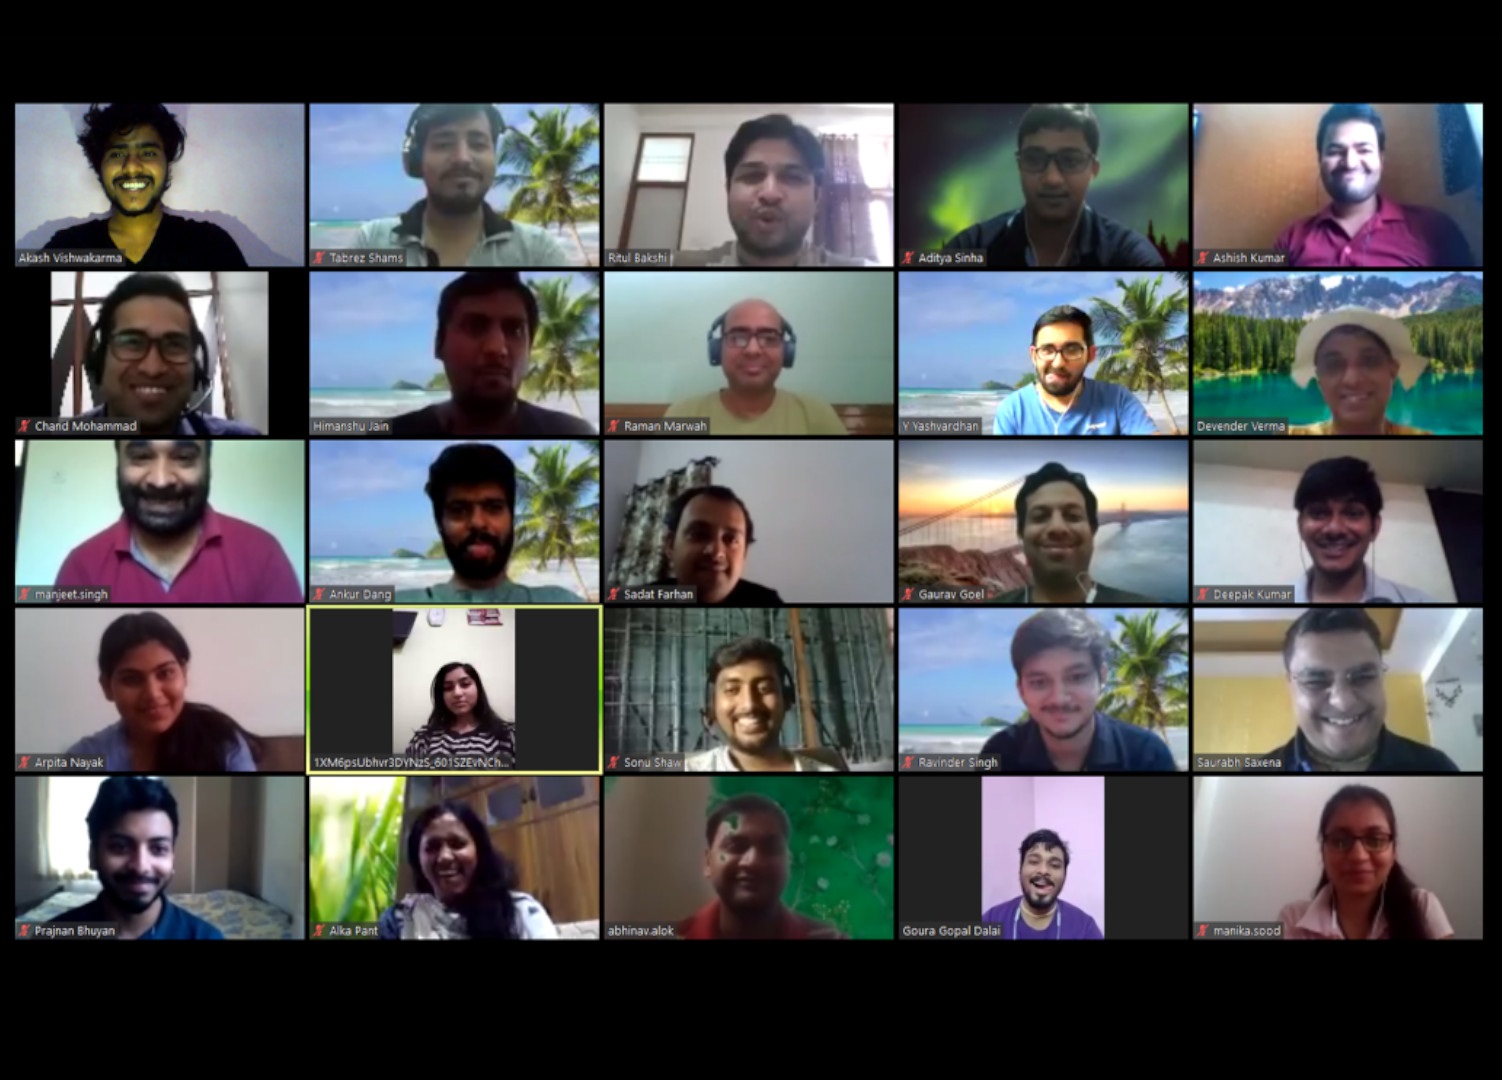 Akash Vishwakarma
Tabrez Shams
Ritul Bakshi
Aditya Sinha
Ashish Kumar
Charid Mohammad
Himanshu Jain
Raman Marwah
Y Yashvardhan
Devender Verma
manjeet.singh
Ankur Dang
Sadat Farhan
Gaurav Goel
Deepak Kumar
Arpita Nayak
Sonu Shaw
Ravinder Singh
Saurabh Saxena
Prajnan Bhuyan
Alka Pant
abhinav.alok
Goura Gopal Dalai
manika.sood